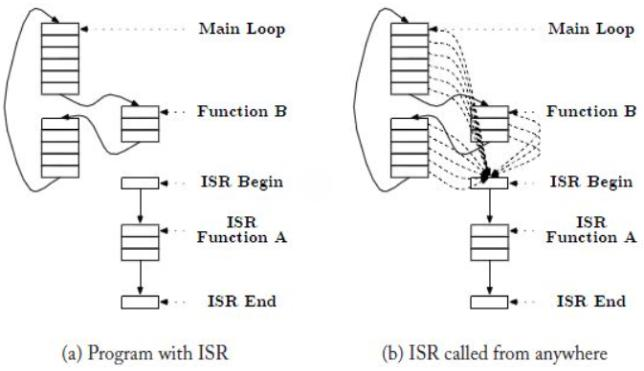 Main Loop
Function B
ISR Begin
ISR
Function A
ISR End
(a) Program with ISR
Main Loop
Function B
ISR Begin
ISR
Function A
ISR End
(b) ISR called from anywhere